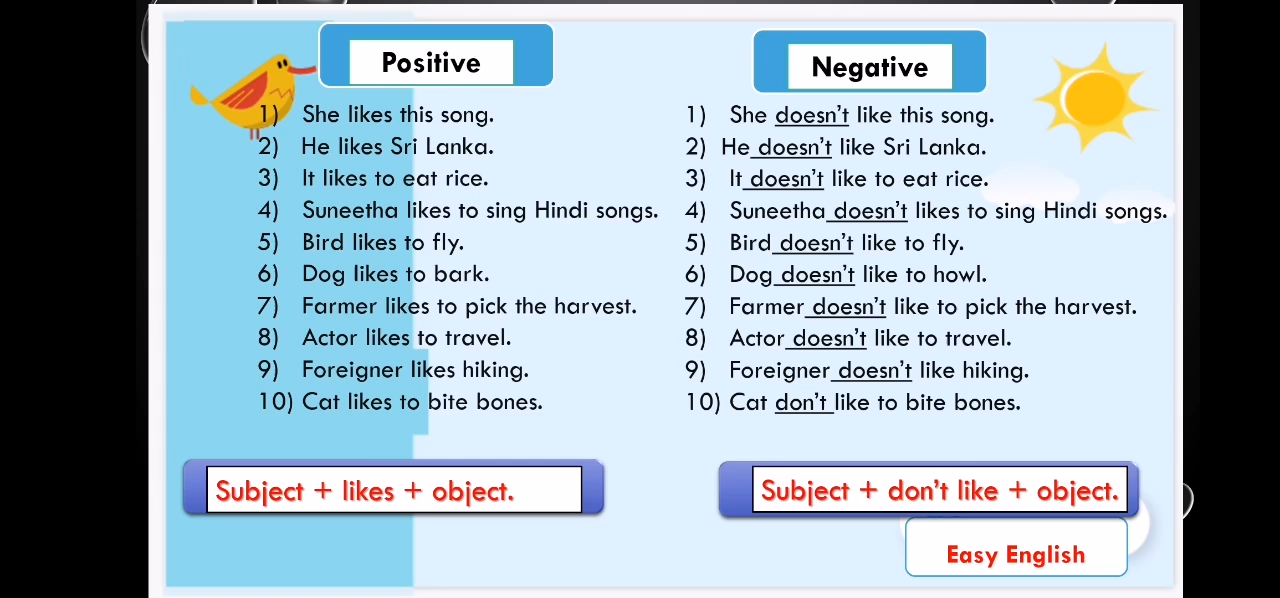 Positive
1) She likes this song.
2) He likes Sri Lanka.
3) It likes to eat rice.
4) Suneetha likes to sing Hindi songs.
5) Bird likes to fly.
6) Dog likes to bark.
7) Farmer likes to pick the harvest.
8) Actor likes to travel.
9) Foreigner likes hiking.
10) Cat likes to bite bones.
Subject + likes + object.
Negative
1) She doesn't like this song.
2) He doesn't like Sri Lanka.
3) It doesn't like to eat rice.
4) Suneetha doesn't likes to sing Hindi songs.
5) Bird doesn't like to fly.
6) Dog doesn't like to howl.
7) Farmer doesn't like to pick the harvest.
8) Actor doesn't like to travel.
9) Foreigner doesn't like hiking.
10) Cat don't like to bite bones.
Subject + don't like + object.
Easy English